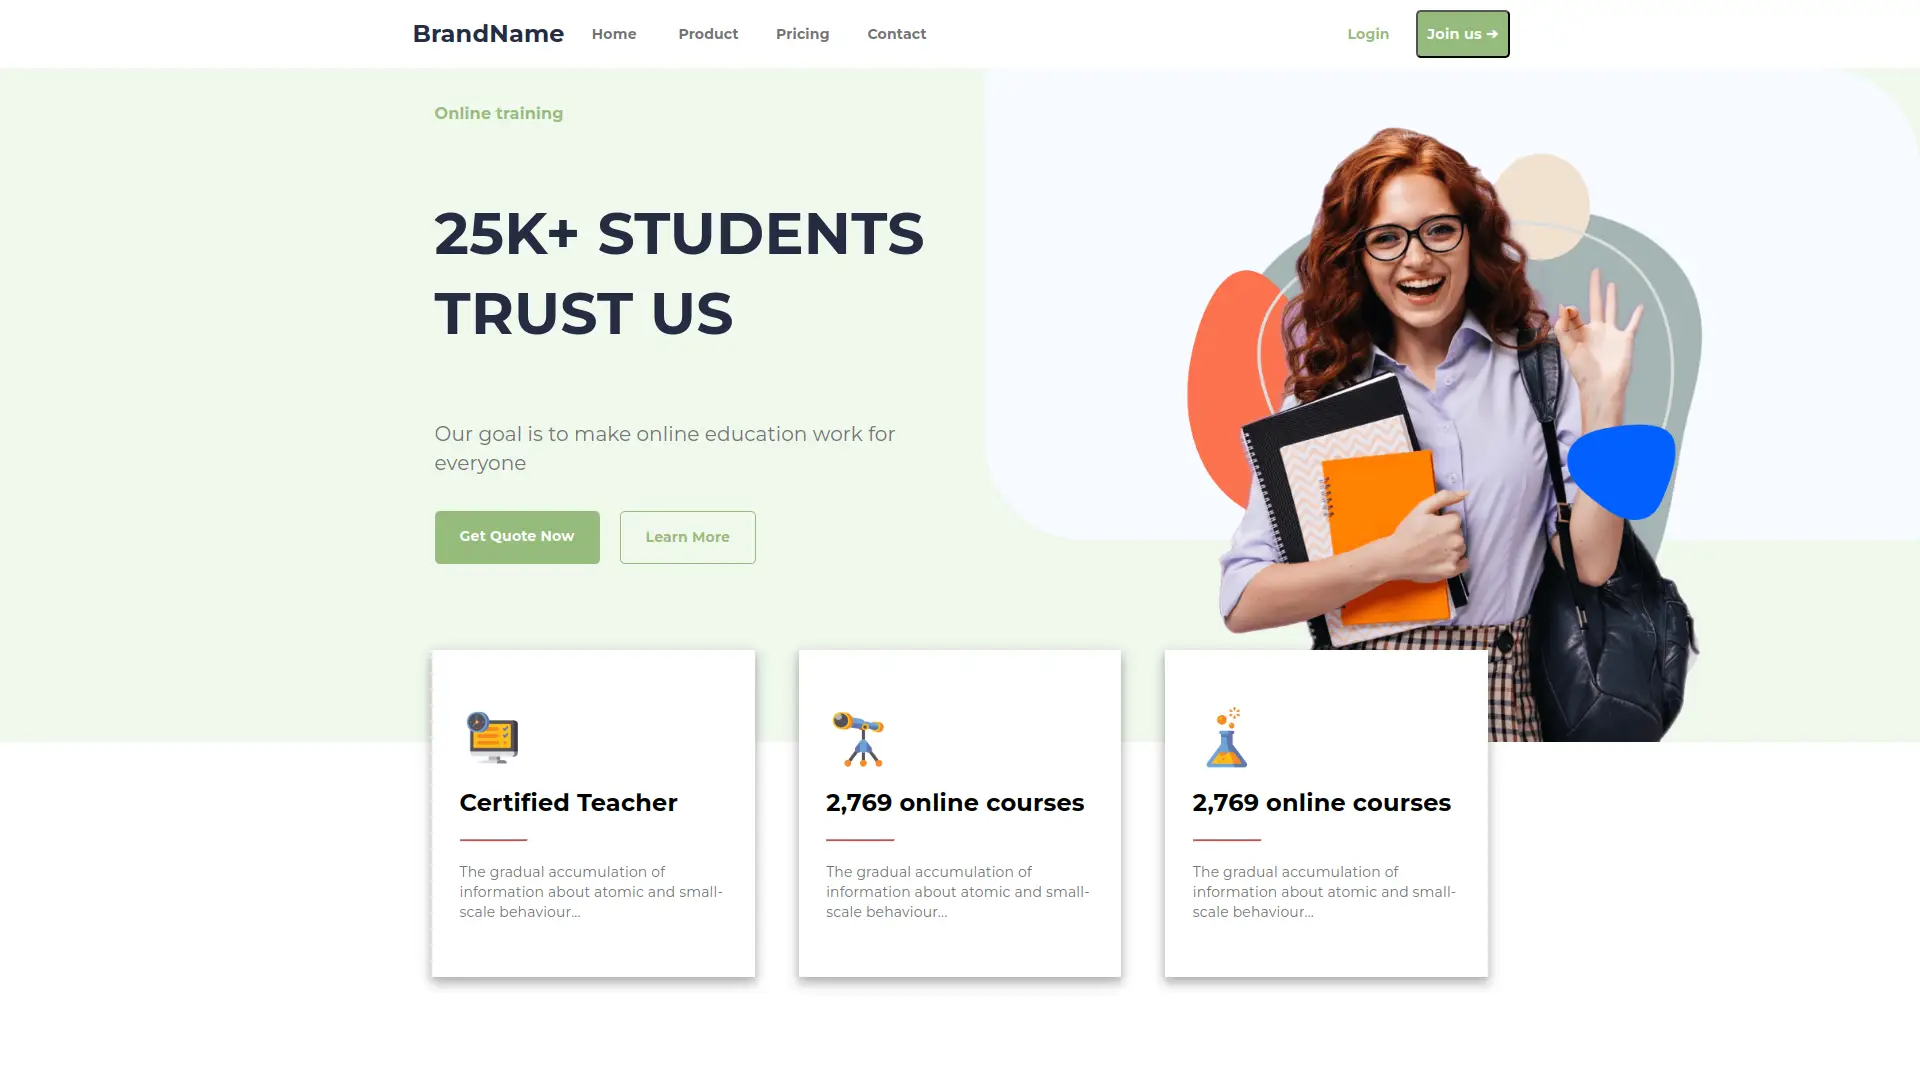 BrandName
Home
Product
Pricing
Contact
Login
Join us ➔
Online training
25K+ STUDENTS
TRUST US
Our goal is to make online education work for
everyone
Get Quote Now
Learn More
Certified Teacher
The gradual accumulation of
information about atomic and small-
scale behaviour...
2,769 online courses
The gradual accumulation of
information about atomic and small-
scale behaviour...
2,769 online courses
The gradual accumulation of
information about atomic and small-
scale behaviour...